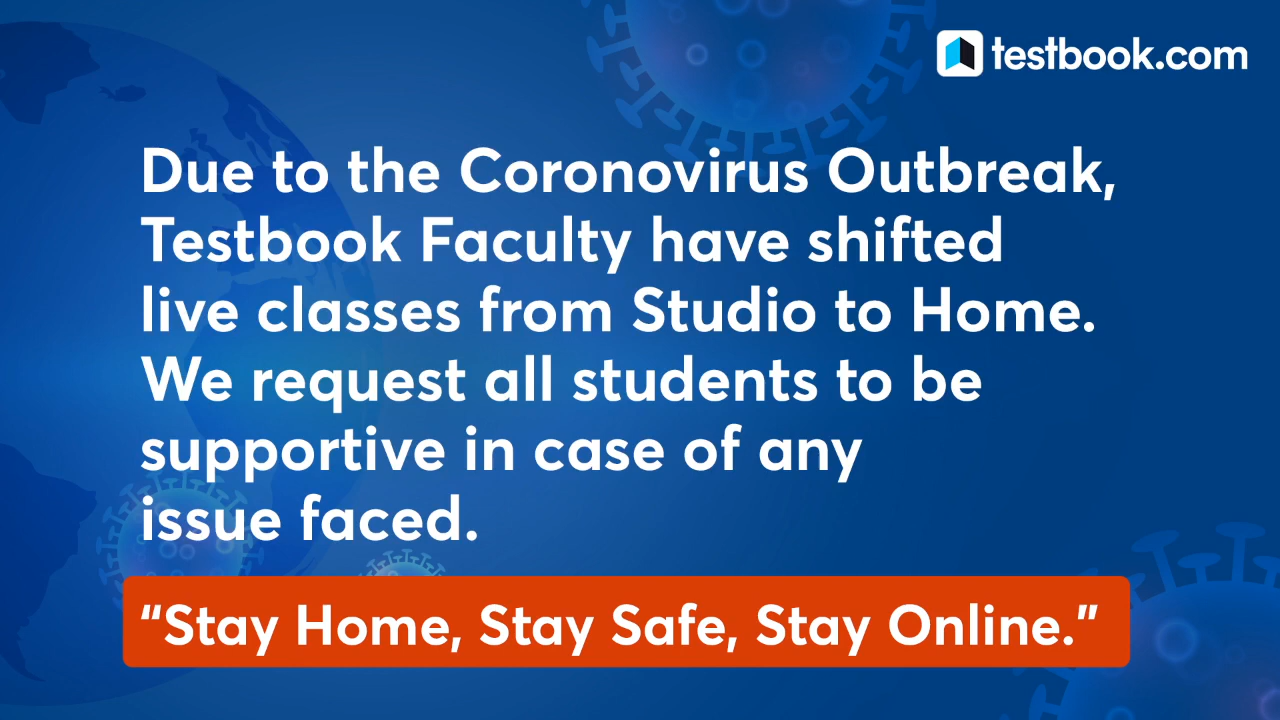 testbook.com
Due to the Coronovirus Outbreak,
Testbook Faculty have shifted
live classes from Studio to Home.
We request all students to be
supportive in case of any
issue faced.
“Stay Home, Stay Safe, Stay Online.”